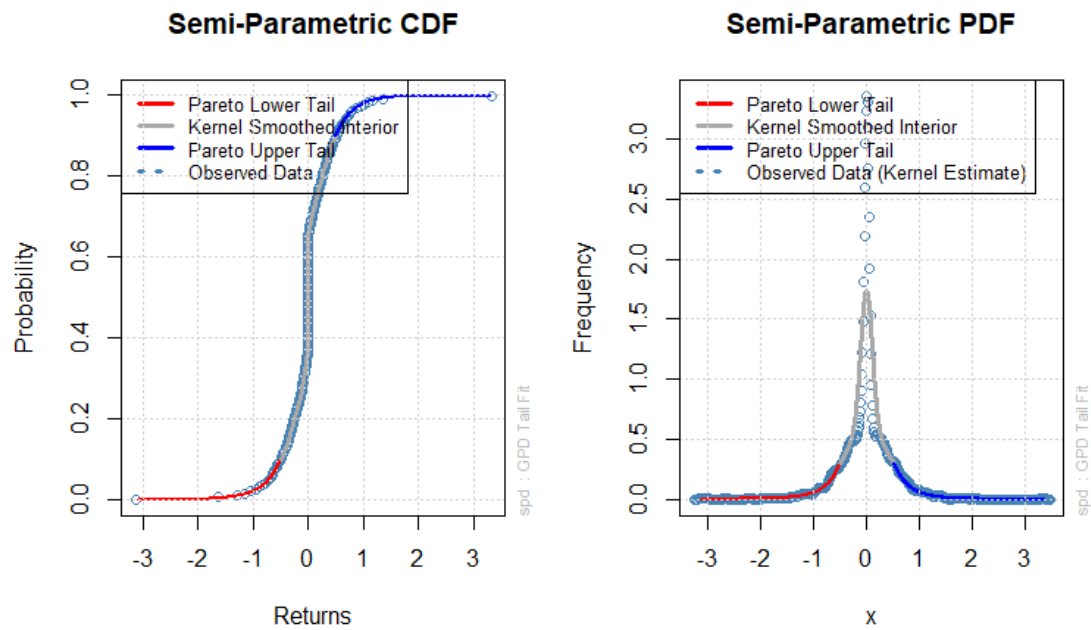 Semi-Parametric CDF
Pareto Lower Tail
Kernel Smoothed Interior
Pareto Upper Tail
Observed Data
Probability
0.0 0.2 0.4 0.6 0.8 1.0
-3 -2 -1 0 1 2 3
Returns
spd : GPD Tail Fit
Semi-Parametric PDF
Pareto Lower Tail
Kernel Smoothed Interior
Pareto Upper Tail
Observed Data (Kernel Estimate)
Frequency
0.0 0.5 1.0 1.5 2.0 2.5 3.0
-3 -2 -1 0 1 2 3
x
spd : GPD Tail Fit